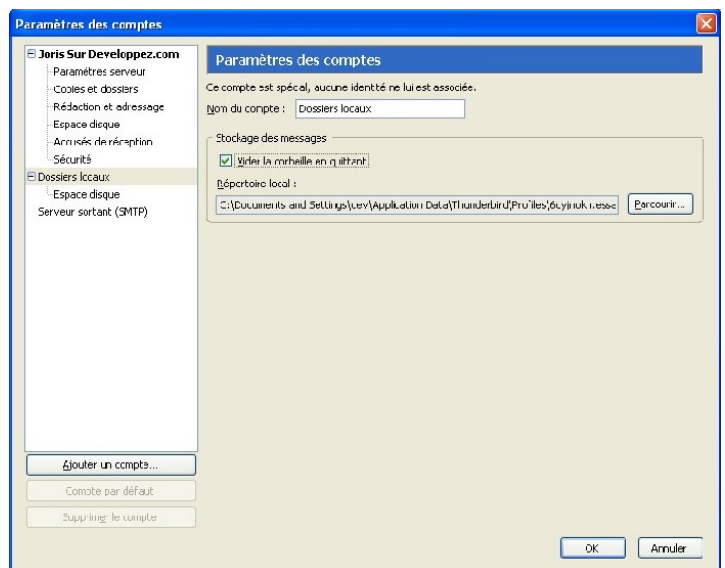 Paramètres des comptes
Joris Sur Developpez.com
Paramètres serveur
Copies et dossiers
Rédaction et adressage
Espace disque
Accusés de réception
Sécurité
Dossiers locaux
Espace disque
Serveur sortant (SMTP)
Ajouter un compte...
Compte par défaut
Supprimer le compte
Paramètres des comptes
Ce compte est spécial, aucune identité ne lui est associée.
Nom du compte : Dossiers locaux
Stockage des messages
Vider la corbeille en quittant
Répertoire local :
C:\Documents and Settings\dev\Application Data\Thunderbird\Profiles\
Parcourir...
OK
Annuler